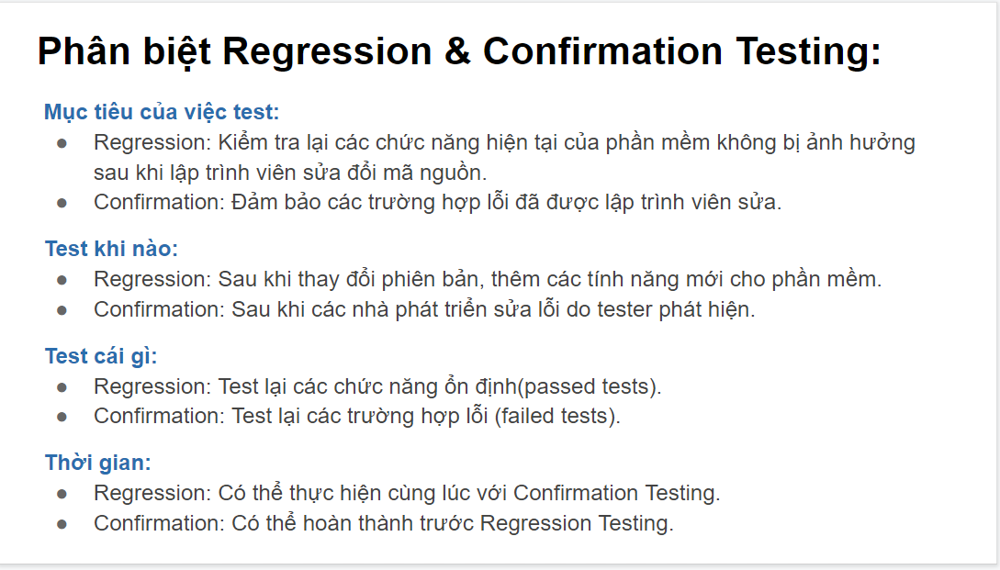 Phân biệt Regression & Confirmation Testing:
Mục tiêu của việc test:
● Regression: Kiểm tra lại các chức năng hiện tại của phần mềm không bị ảnh hưởng
sau khi lập trình viên sửa đổi mã nguồn.
● Confirmation: Đảm bảo các trường hợp lỗi đã được lập trình viên sửa.
Test khi nào:
● Regression: Sau khi thay đổi phiên bản, thêm các tính năng mới cho phần mềm.
● Confirmation: Sau khi các nhà phát triển sửa lỗi do tester phát hiện.
Test cái gì:
● Regression: Test lại các chức năng ổn định(passed tests).
● Confirmation: Test lại các trường hợp lỗi (failed tests).
Thời gian:
● Regression: Có thể thực hiện cùng lúc với Confirmation Testing.
● Confirmation: Có thể hoàn thành trước Regression Testing.